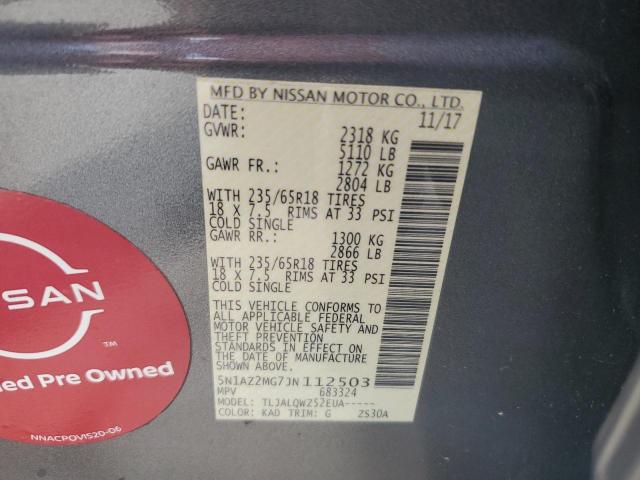 MFD BY NISSAN MOTOR CO., LTD.
DATE: 11/17
GVWR: 2318 KG
5110 LB
GAWR FR.: 1272 KG
2804 LB
WITH 235/65R18 TIRES
18 X 7.5 RIMS AT 33 PSI
COLD SINGLE
GAWR RR.: 1300 KG
2866 LB
WITH 235/65R18 TIRES
18 X 7.5 RIMS AT 33 PSI
COLD SINGLE
THIS VEHICLE CONFORMS TO
ALL APPLICABLE FEDERAL
MOTOR VEHICLE SAFETY AND
THEFT PREVENTION
STANDARDS IN EFFECT ON
THE DATE OF MANUFACTURE
SHOWN ABOVE.
5N1AZ2MG7JN112503
MPV 683324
MODEL: TLJALQWZ52EUA-----
COLOR: KAD TRIM: G ZS30A
SSAN
TM
ed Pre Owned
NNACPOVIS20-06